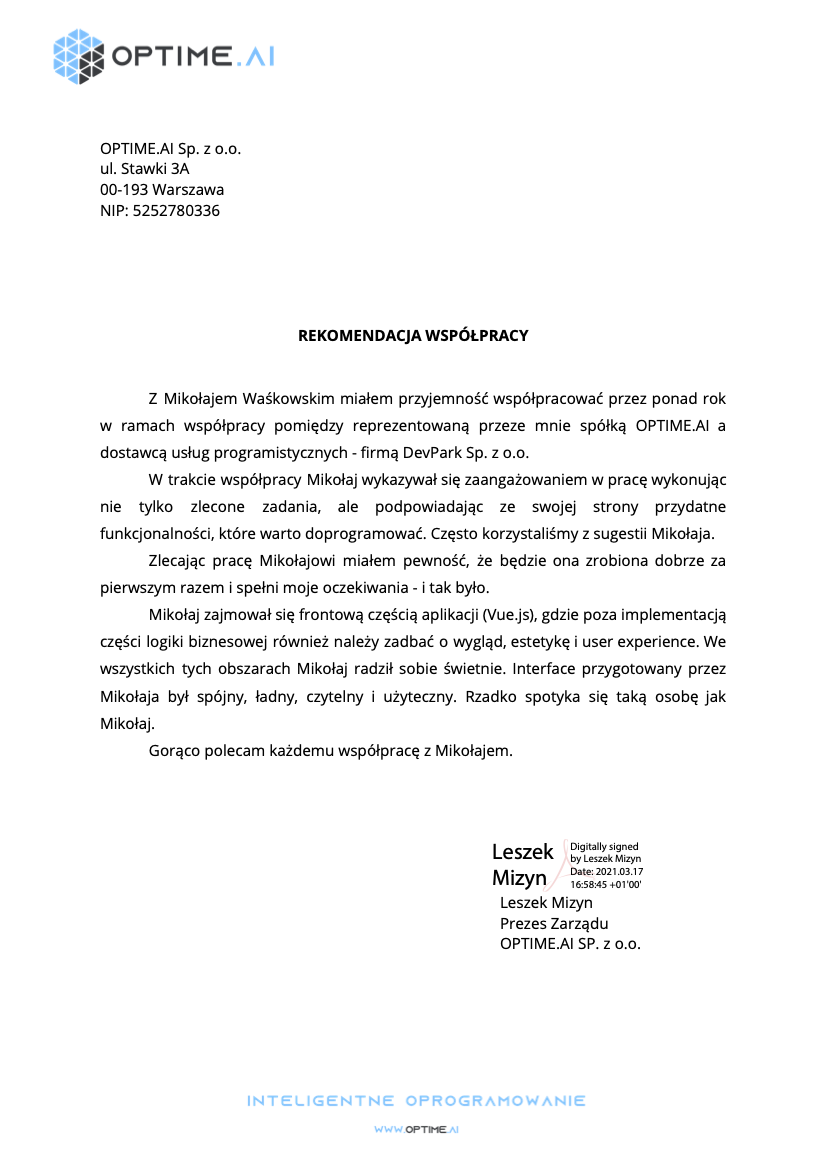 OPTIME.AI
OPTIME.AI Sp. z o.o.
ul. Stawki 3A
00-193 Warszawa
NIP: 5252780336
REKOMENDACJA WSPÓŁPRACY
Z Mikołajem Waśkowskim miałem przyjemność współpracować przez ponad rok
w ramach współpracy pomiędzy reprezentowaną przeze mnie spółką OPTIME.AI a
dostawcą usług programistycznych - firmą DevPark Sp. z o.o.
W trakcie współpracy Mikołaj wykazywał się zaangażowaniem w pracę wykonując
nie tylko zlecone zadania, ale podpowiadając ze swojej strony przydatne
funkcjonalności, które warto doprogramować. Często korzystaliśmy z sugestii Mikołaja.
Zlecając pracę Mikołajowi miałem pewność, że będzie ona zrobiona dobrze za
pierwszym razem i spełni moje oczekiwania - i tak było.
Mikołaj zajmował się frontową częścią aplikacji (Vue.js), gdzie poza implementacją
części logiki biznesowej również należy zadbać o wygląd, estetykę i user experience. We
wszystkich tych obszarach Mikołaj radził sobie świetnie. Interface przygotowany przez
Mikołaja był spójny, ładny, czytelny i użyteczny. Rzadko spotyka się taką osobę jak
Mikołaj.
Gorąco polecam każdemu współpracę z Mikołajem.
Leszek
Mizyn
Digitally signed
by Leszek Mizyn
Date: 2021.03.17
16:58:45 +01'00'
Leszek Mizyn
Prezes Zarządu
OPTIME.AI SP. z o.o.
INTELIGENTNE OPROGRAMOWANIE
WWW.OPTIME.AI